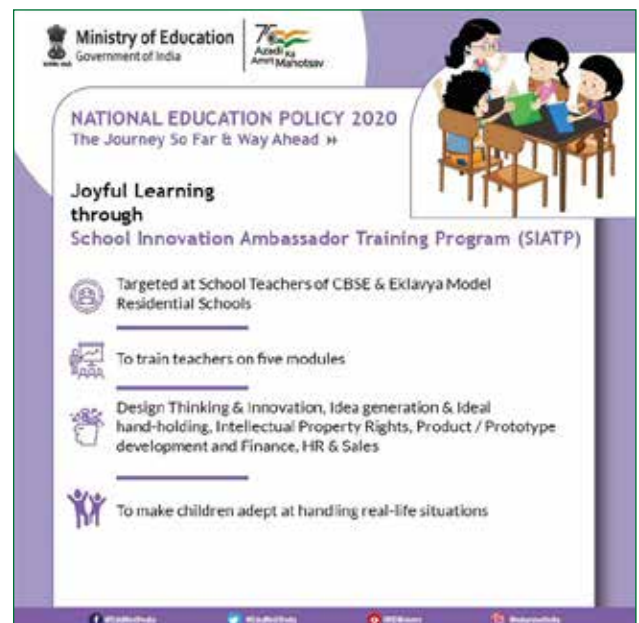 Ministry of Education
Government of India
Azadi Ka
Amrit Mahotsav
NATIONAL EDUCATION POLICY 2020
The Journey So Far & Way Ahead »
Joyful Learning
through
School Innovation Ambassador Training Program (SIATP)
Targeted at School Teachers of CBSE & Eklavya Model
Residential Schools
To train teachers on five modules
Design Thinking & Innovation, Idea generation & Ideal
hand-holding, Intellectual Property Rights, Product / Prototype
development and Finance, HR & Sales
To make children adept at handling real-life situations